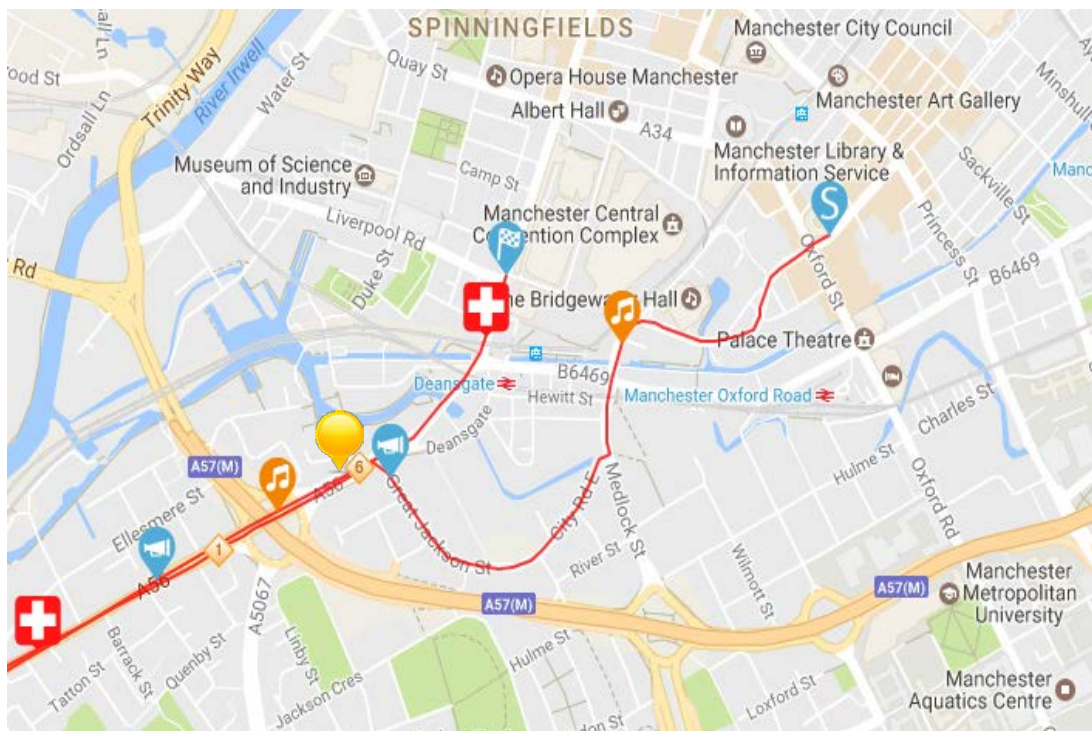 SPINNINGFIELDS
Manchester City
Council
Ordsall Ln
Trinity Way
River Irwell
Water St
Quay St
Opera House Manchester
Albert Hall
A34
Manchester Art Gallery
Manchester Library &
Information Service
Museum of Science
and Industry
Camp St
Liverpool Rd
Manchester Central
Convention Complex
S
Sackville St
Princess St
Oxford St
B6469
Rd
Duke St
Bridgewater Hall
Palace Theatre
B6469
Deansgate
Hewitt St
Manchester Oxford Road
Charles St
Deansgate
Hulme St
A57(M)
6
A56
Great Jackson St
City Rd E
Medlock St
Oxford Rd
Ellesmere St
1
A56
River St
Wilmott St
A57(M)
A57(M)
Manchester
Metropolitan
University
A5067
Barrack St
Quenby St
Linby St
Tatton St
Jackson Cres
Hulme St
Loxford St
Manchester
Aquatics Centre